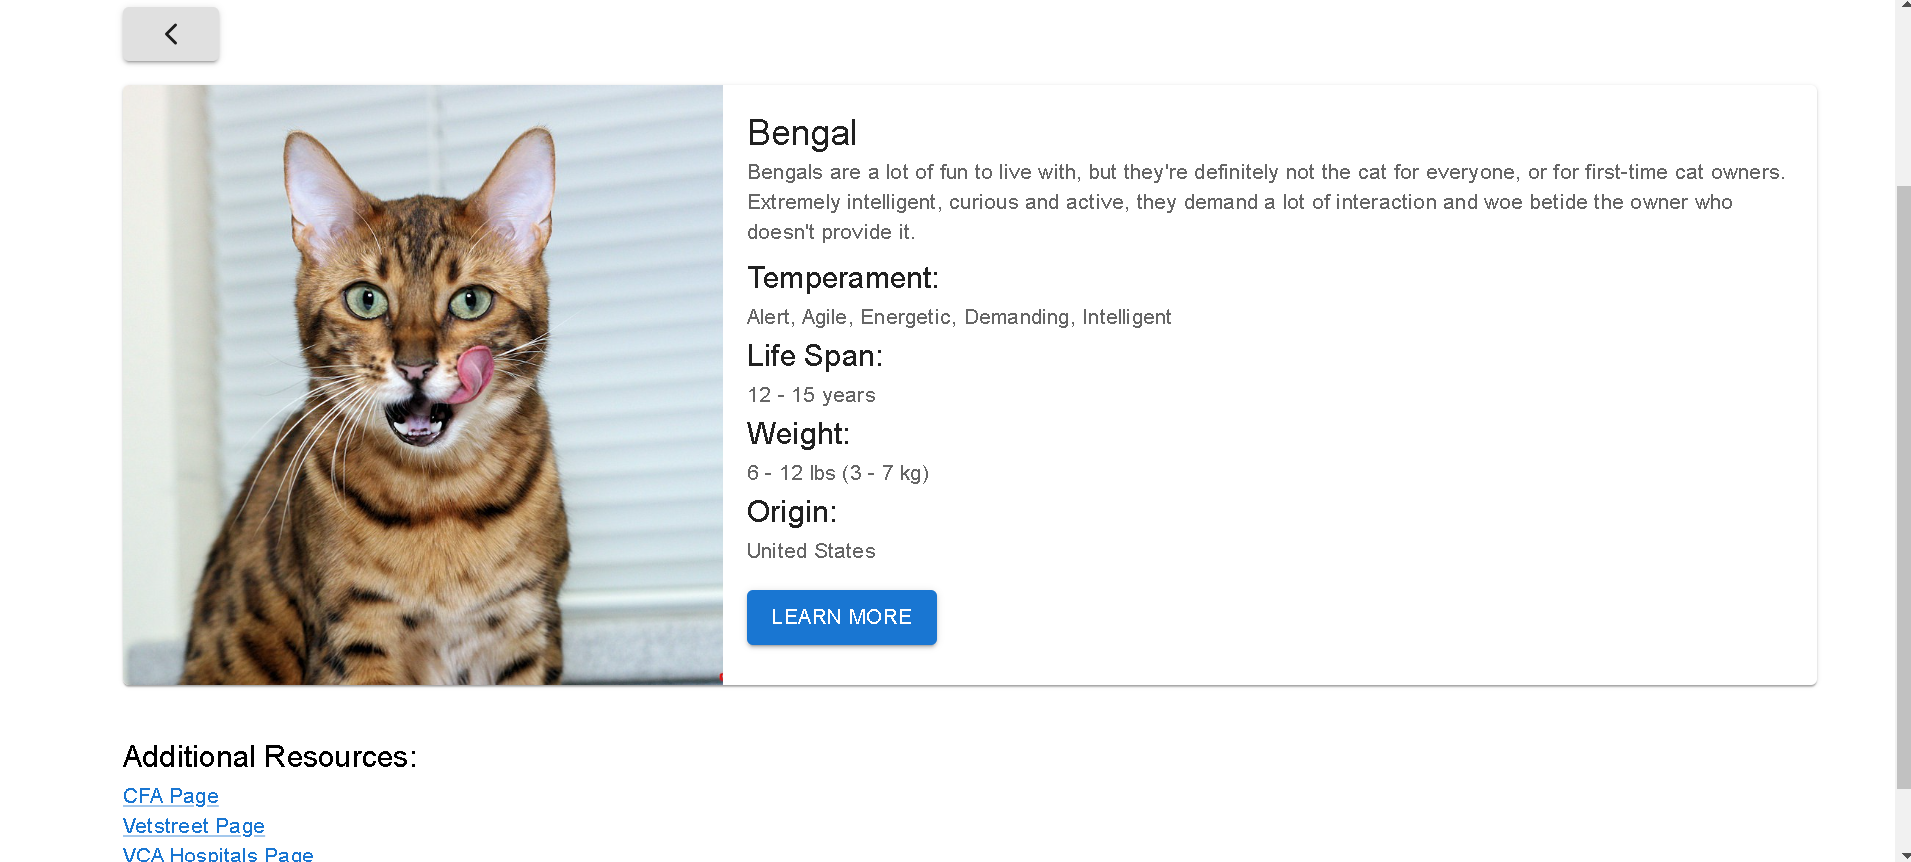 Bengal
Bengals are a lot of fun to live with, but they're definitely not the cat for everyone, or for first-time cat owners.
Extremely intelligent, curious and active, they demand a lot of interaction and woe betide the owner who
doesn't provide it.
Temperament:
Alert, Agile, Energetic, Demanding, Intelligent
Life Span:
12 - 15 years
Weight:
6 - 12 lbs (3 - 7 kg)
Origin:
United States
LEARN MORE
Additional Resources:
CFA Page
Vetstreet Page
VCA Hospitals Page